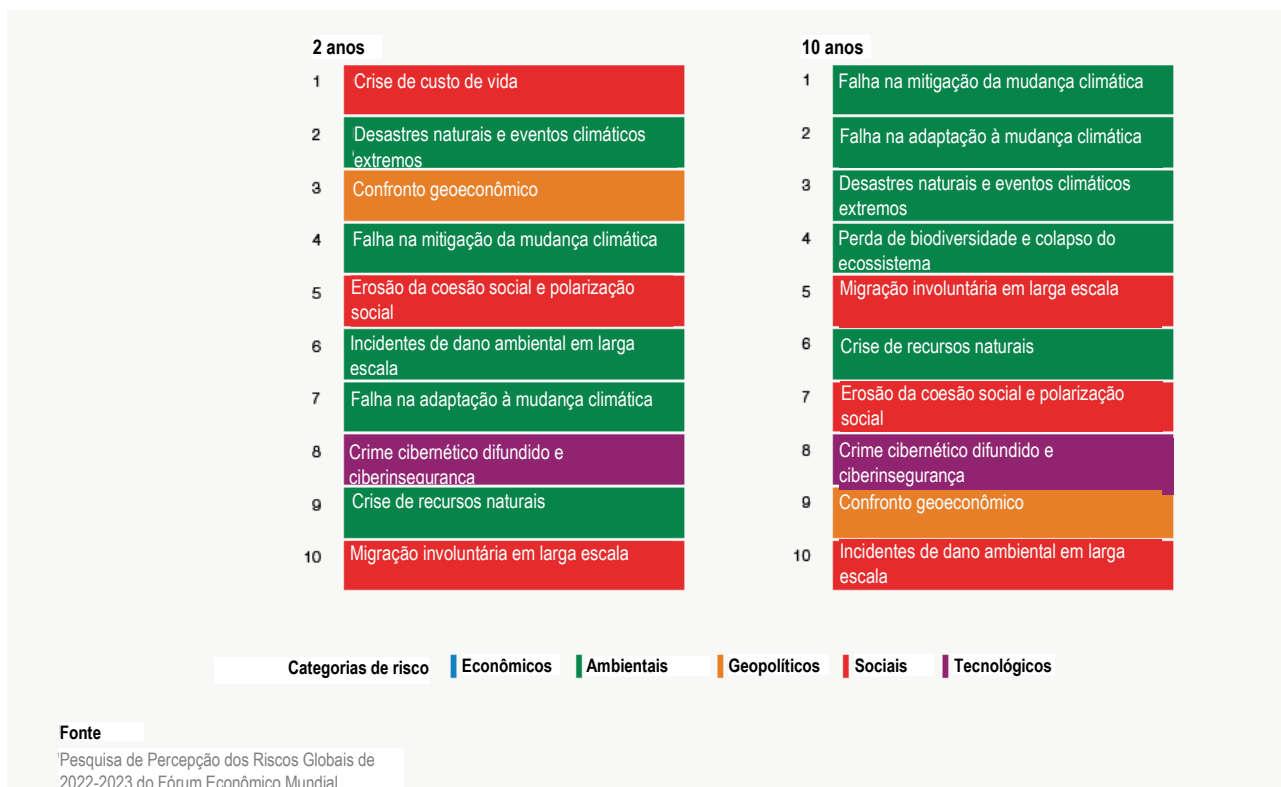 2 anos
1 Crise de custo de vida
2 Desastres naturais e eventos climáticos
extremos
3 Confronto geoeconômico
4 Falha na mitigação da mudança climática
5 Erosão da coesão social e polarização
social
6 Incidentes de dano ambiental em larga
escala
7 Falha na adaptação à mudança climática
8 Crime cibernético difundido e
ciberinsegurança
9 Crise de recursos naturais
10 Migração involuntária em larga escala
10 anos
1 Falha na mitigação da mudança climática
2 Falha na adaptação à mudança climática
3 Desastres naturais e eventos climáticos
extremos
4 Perda de biodiversidade e colapso do
ecossistema
5 Migração involuntária em larga escala
6 Crise de recursos naturais
7 Erosão da coesão social e polarização
social
8 Crime cibernético difundido e
ciberinsegurança
9 Confronto geoeconômico
10 Incidentes de dano ambiental em larga
escala
Categorias de risco Econômicos Ambientais Geopolíticos Sociais Tecnológicos
Fonte
Pesquisa de Percepção dos Riscos Globais de
2022-2023 do Fórum Econômico Mundial